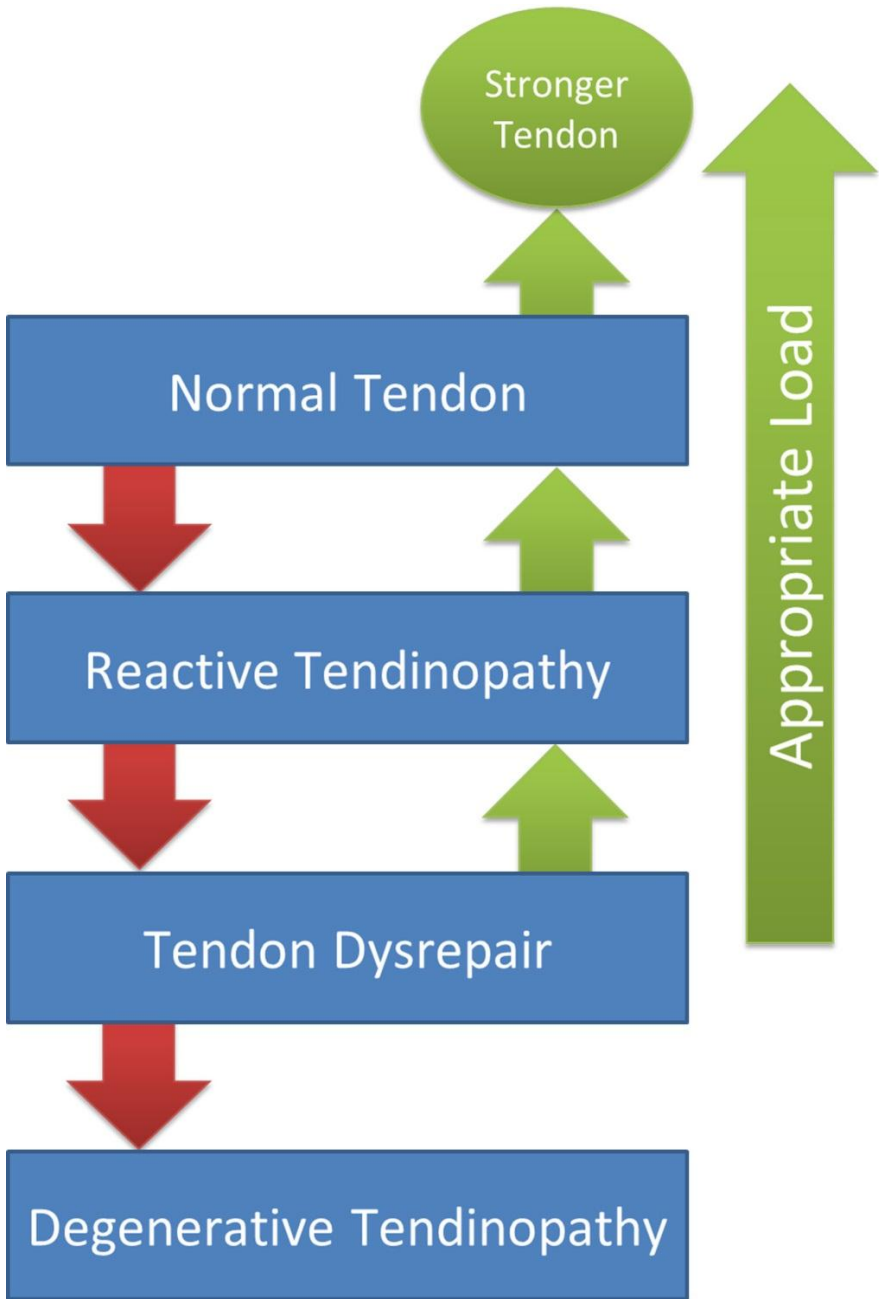 Stronger
Tendon
Normal Tendon
Reactive Tendinopathy
Tendon Dysrepair
Degenerative Tendinopathy
Appropriate Load